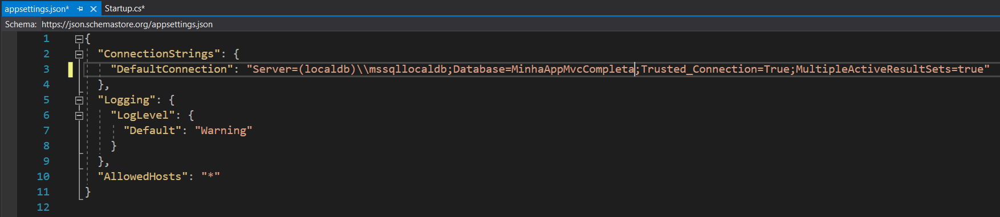 appsettings.json* Startup.cs*
Schema: https://json.schemastore.org/appsettings.json
1 {
2 "ConnectionStrings": {
3 "DefaultConnection": "Server=(localdb)\\mssqllocaldb;Database=MinhaAppMvcCompleta;Trusted_Connection=True;MultipleActiveResultSets=true"
4 },
5 "Logging": {
6 "LogLevel": {
7 "Default": "Warning"
8 }
9 },
10 "AllowedHosts": "*"
11 }
12